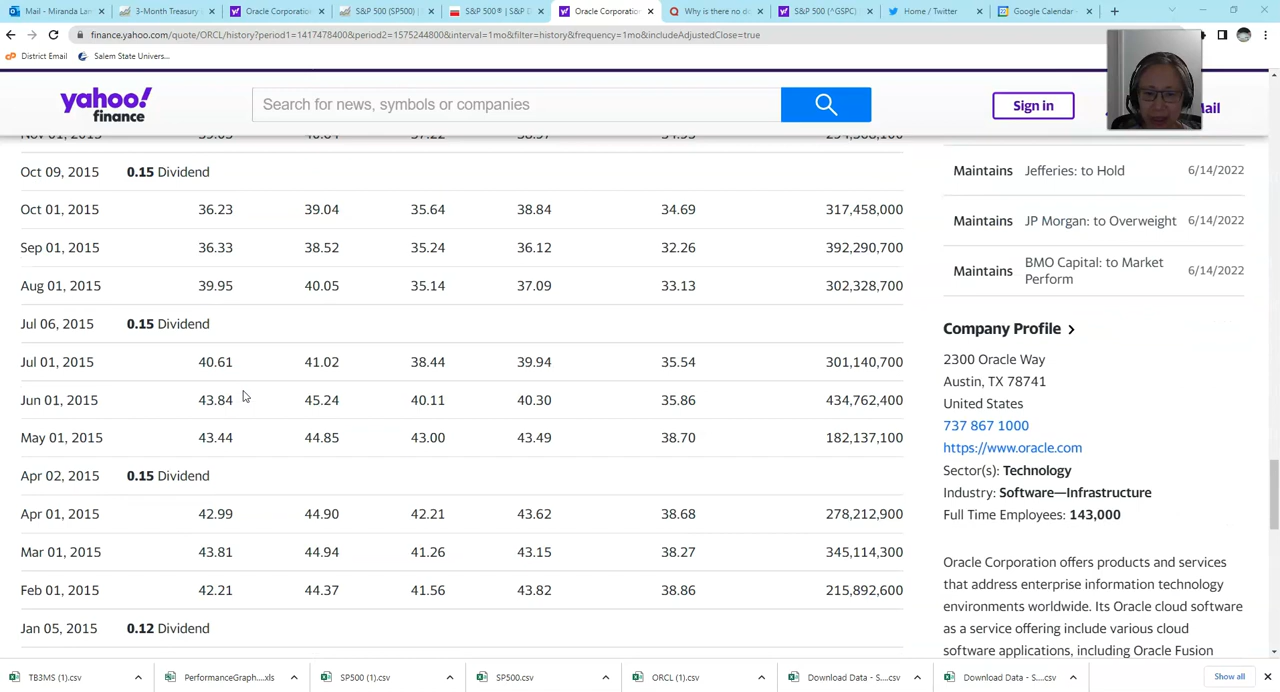 Mail - Miranda Lam
3-Month Treasury
Oracle Corporatio
S&P 500 (SP500) |
S&P 500® | S&P D
Oracle Corporation
Why is there no d
S&P 500 (^GSPC)
Home / Twitter
Google Calendar -
finance.yahoo.com/quote/ORCL/history?period1=1417478400&period2=1575244800&interval=1mo&filter=history&frequency=1mo&includeAdjustedClose=true
District Email
Salem State Univers...
yahoo!
finance
Search for news, symbols or companies
Sign in
Mail
Oct 09, 2015 0.15 Dividend
Oct 01, 2015 36.23 39.04 35.64 38.84 34.69 317,458,000
Sep 01, 2015 36.33 38.52 35.24 36.12 32.26 392,290,700
Aug 01, 2015 39.95 40.05 35.14 37.09 33.13 302,328,700
Jul 06, 2015 0.15 Dividend
Jul 01, 2015 40.61 41.02 38.44 39.94 35.54 301,140,700
Jun 01, 2015 43.84 45.24 40.11 40.30 35.86 434,762,400
May 01, 2015 43.44 44.85 43.00 43.49 38.70 182,137,100
Apr 02, 2015 0.15 Dividend
Apr 01, 2015 42.99 44.90 42.21 43.62 38.68 278,212,900
Mar 01, 2015 43.81 44.94 41.26 43.15 38.27 345,114,300
Feb 01, 2015 42.21 44.37 41.56 43.82 38.86 215,892,600
Jan 05, 2015 0.12 Dividend
Maintains Jefferies: to Hold 6/14/2022
Maintains JP Morgan: to Overweight 6/14/2022
Maintains BMO Capital: to Market Perform 6/14/2022
Company Profile
2300 Oracle Way
Austin, TX 78741
United States
737 867 1000
https://www.oracle.com
Sector(s): Technology
Industry: Software—Infrastructure
Full Time Employees: 143,000
Oracle Corporation offers products and services
that address enterprise information technology
environments worldwide. Its Oracle cloud software
as a service offering include various cloud
software applications, including Oracle Fusion
TB3MS (1).csv
PerformanceGraph....xls
SP500 (1).csv
SP500.csv
ORCL (1).csv
Download Data - S....csv
Download Data - S....csv
Show all